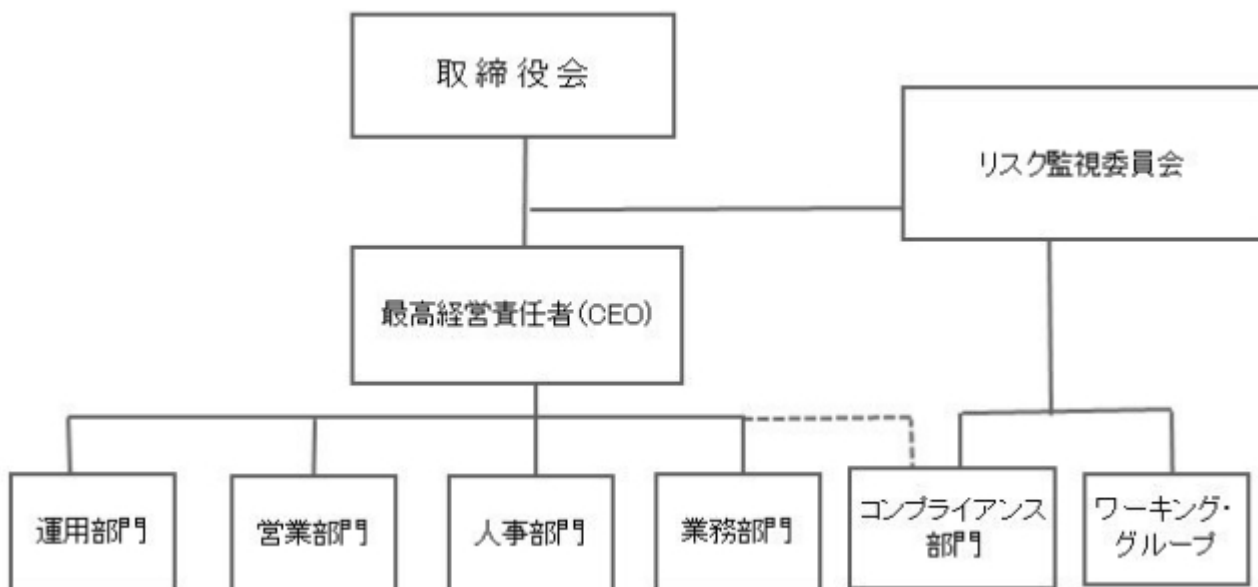 取締役会
リスク監視委員会
最高経営責任者(CEO)
運用部門
営業部門
人事部門
業務部門
コンプライアンス
部門
ワーキング・
グループ